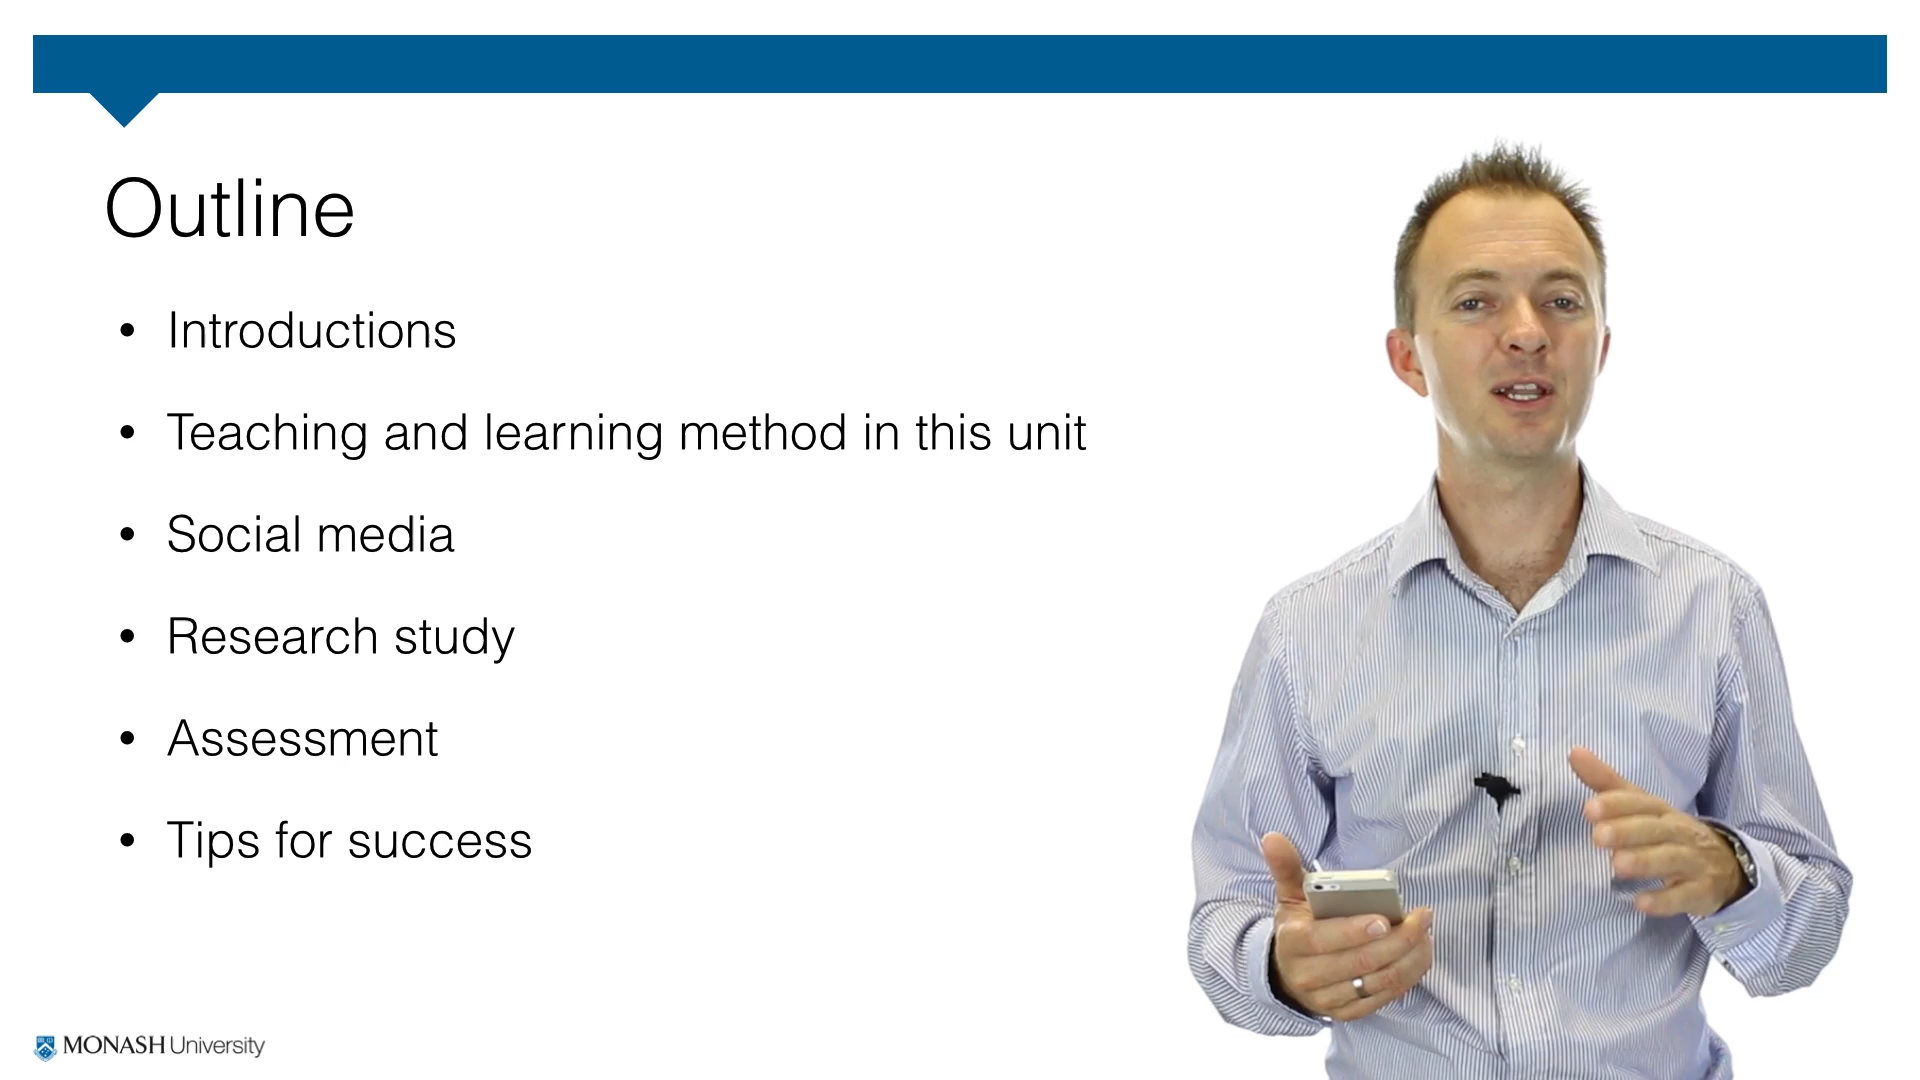 Outline
• Introductions
• Teaching and learning method in this unit
• Social media
• Research study
• Assessment
• Tips for success
MONASH University